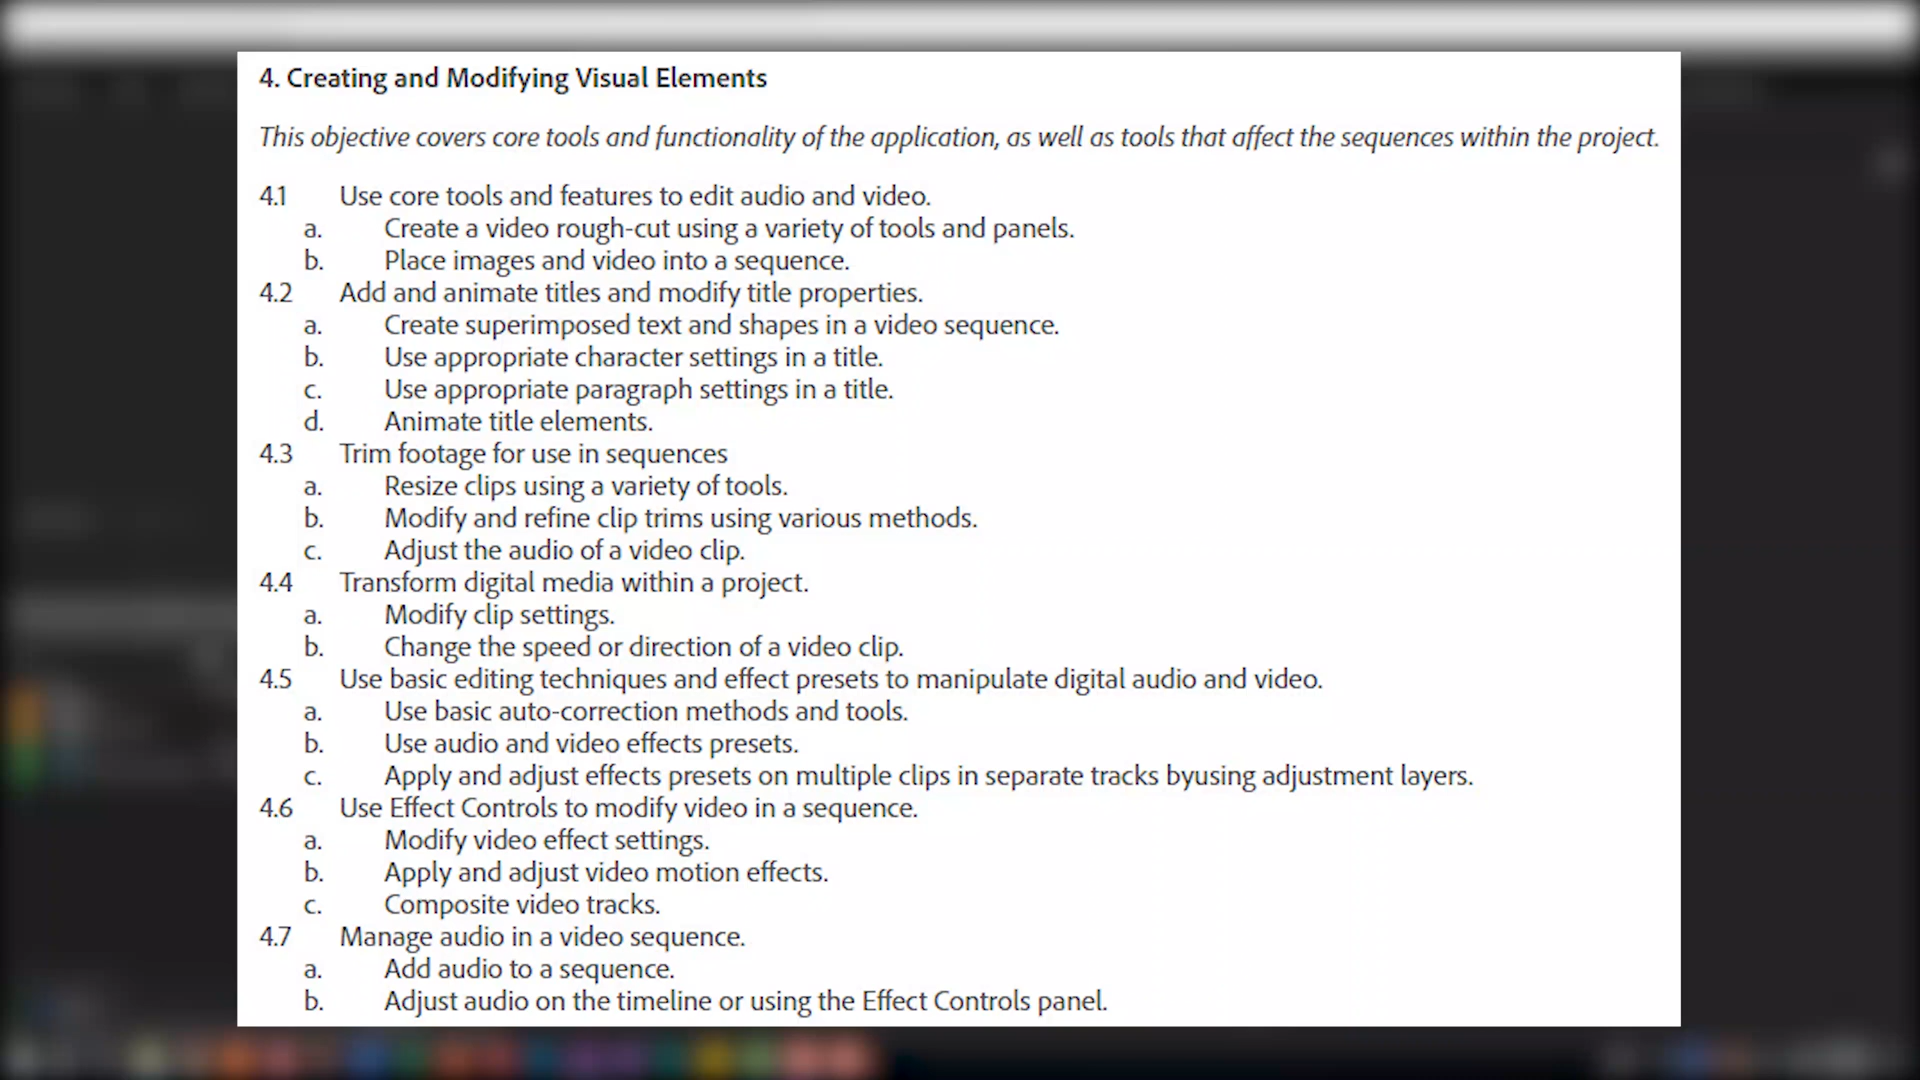 4. Creating and Modifying Visual Elements
This objective covers core tools and functionality of the application, as well as tools that affect the sequences within the project.
4.1 Use core tools and features to edit audio and video.
a. Create a video rough-cut using a variety of tools and panels.
b. Place images and video into a sequence.
4.2 Add and animate titles and modify title properties.
a. Create superimposed text and shapes in a video sequence.
b. Use appropriate character settings in a title.
c. Use appropriate paragraph settings in a title.
d. Animate title elements.
4.3 Trim footage for use in sequences
a. Resize clips using a variety of tools.
b. Modify and refine clip trims using various methods.
c. Adjust the audio of a video clip.
4.4 Transform digital media within a project.
a. Modify clip settings.
b. Change the speed or direction of a video clip.
4.5 Use basic editing techniques and effect presets to manipulate digital audio and video.
a. Use basic auto-correction methods and tools.
b. Use audio and video effects presets.
c. Apply and adjust effects presets on multiple clips in separate tracks byusing adjustment layers.
4.6 Use Effect Controls to modify video in a sequence.
a. Modify video effect settings.
b. Apply and adjust video motion effects.
c. Composite video tracks.
4.7 Manage audio in a video sequence.
a. Add audio to a sequence.
b. Adjust audio on the timeline or using the Effect Controls panel.